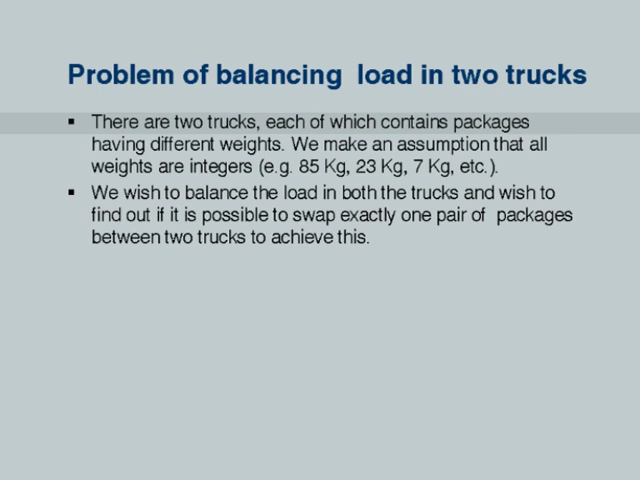 Problem of balancing load in two trucks
▪ There are two trucks, each of which contains packages
having different weights. We make an assumption that all
weights are integers (e.g. 85 Kg, 23 Kg, 7 Kg, etc.).
▪ We wish to balance the load in both the trucks and wish to
find out if it is possible to swap exactly one pair of packages
between two trucks to achieve this.